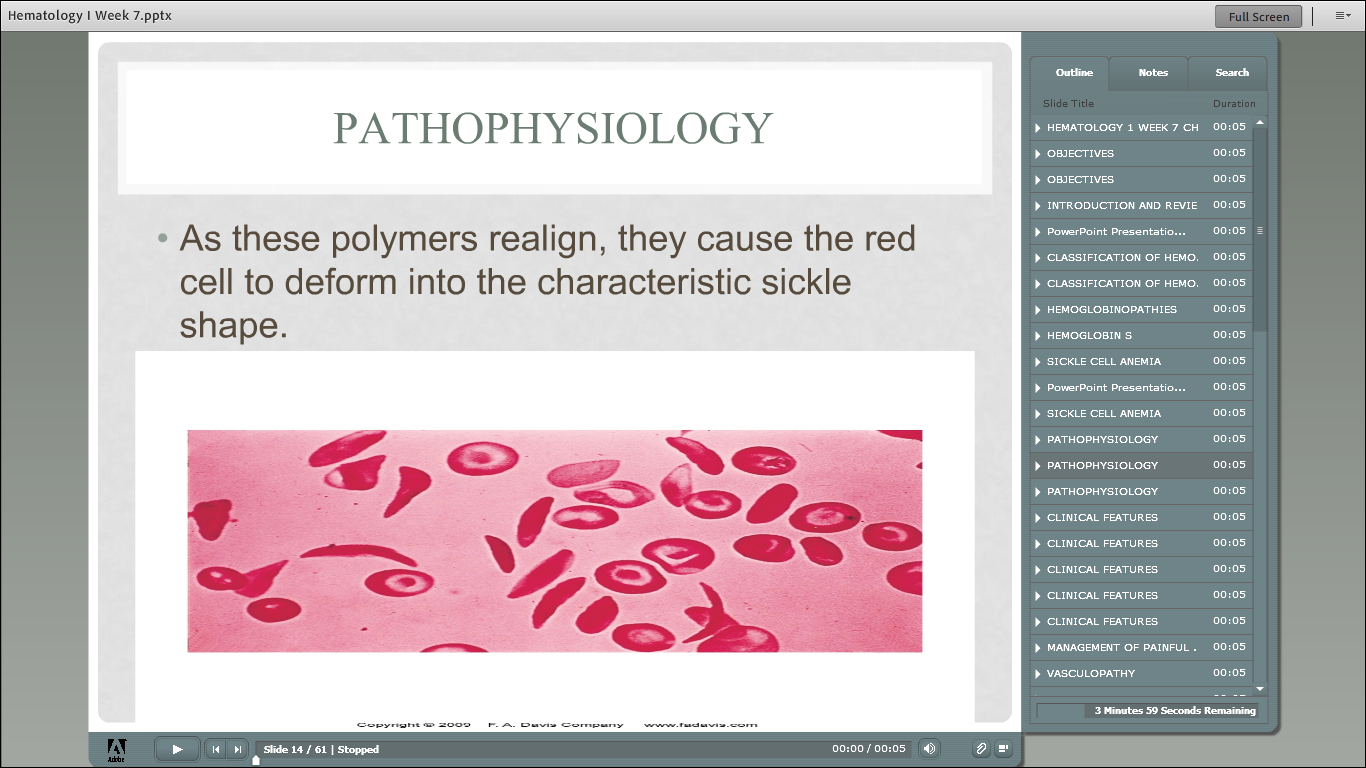 Hematology I Week 7.pptx
Full Screen
PATHOPHYSIOLOGY
• As these polymers realign, they cause the red
cell to deform into the characteristic sickle
shape.
Copyright © 2009 F. A. Davis Company www.fadavis.com
Outline Notes Search
Slide Title Duration
HEMATOLOGY 1 WEEK 7 CH 00:05
OBJECTIVES 00:05
OBJECTIVES 00:05
INTRODUCTION AND REVIE 00:05
PowerPoint Presentatio... 00:05
CLASSIFICATION OF HEMO. 00:05
CLASSIFICATION OF HEMO. 00:05
HEMOGLOBINOPATHIES 00:05
HEMOGLOBIN S 00:05
SICKLE CELL ANEMIA 00:05
PowerPoint Presentatio... 00:05
SICKLE CELL ANEMIA 00:05
PATHOPHYSIOLOGY 00:05
PATHOPHYSIOLOGY 00:05
PATHOPHYSIOLOGY 00:05
CLINICAL FEATURES 00:05
CLINICAL FEATURES 00:05
CLINICAL FEATURES 00:05
CLINICAL FEATURES 00:05
CLINICAL FEATURES 00:05
MANAGEMENT OF PAINFUL . 00:05
VASCULOPATHY 00:05
3 Minutes 59 Seconds Remaining
Adobe
Slide 14 / 61 | Stopped 00:00 / 00:05